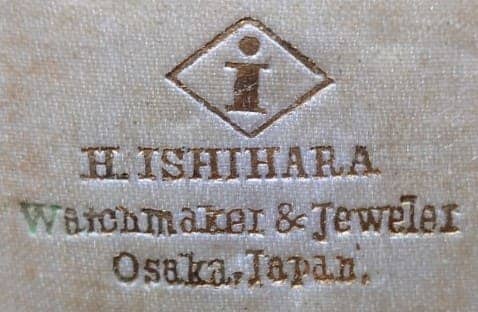 i
H. ISHIHARA
Watchmaker & Jeweler
Osaka, Japan.